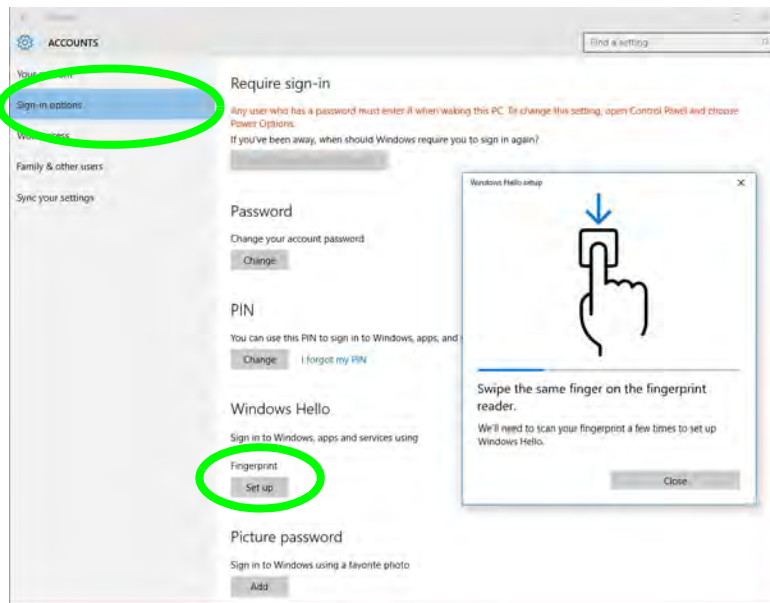 ACCOUNTS
Find a setting
Sign-in options
Family & other users
Sync your settings
Require sign-in
Any user who has a password must enter it when waking this PC. To change this setting, open Control Panel and choose
Power Options.
If you've been away, when should Windows require you to sign in again?
Password
Change your account password
Change
PIN
You can use this PIN to sign in to Windows, apps, and
Change I forgot my PIN
Windows Hello
Sign in to Windows, apps and services using
Fingerprint
Set up
Picture password
Sign in to Windows using a favorite photo
Add
Windows Hello setup
Swipe the same finger on the fingerprint
reader.
We'll need to scan your fingerprint a few times to set up
Windows Hello.
Close